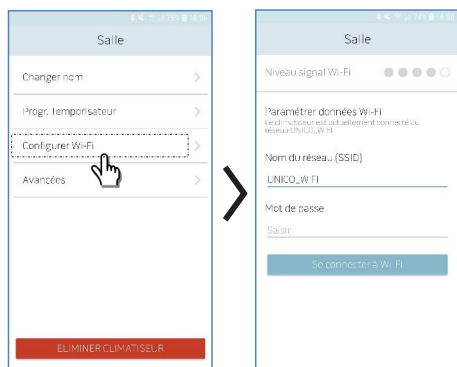 Salle
Changer nom
Progr. Temporisateur
Configurer Wi-Fi
Avancées
ELIMINER CLIMATISEUR
Salle
Niveau signal Wi-Fi
Paramétrer données Wi-Fi
Le climatiseur est actuellement connecté au
réseau UNICO_WIFI
Nom du réseau (SSID)
UNICO_WIFI
Mot de passe
Saisir
Se connecter à Wi-Fi